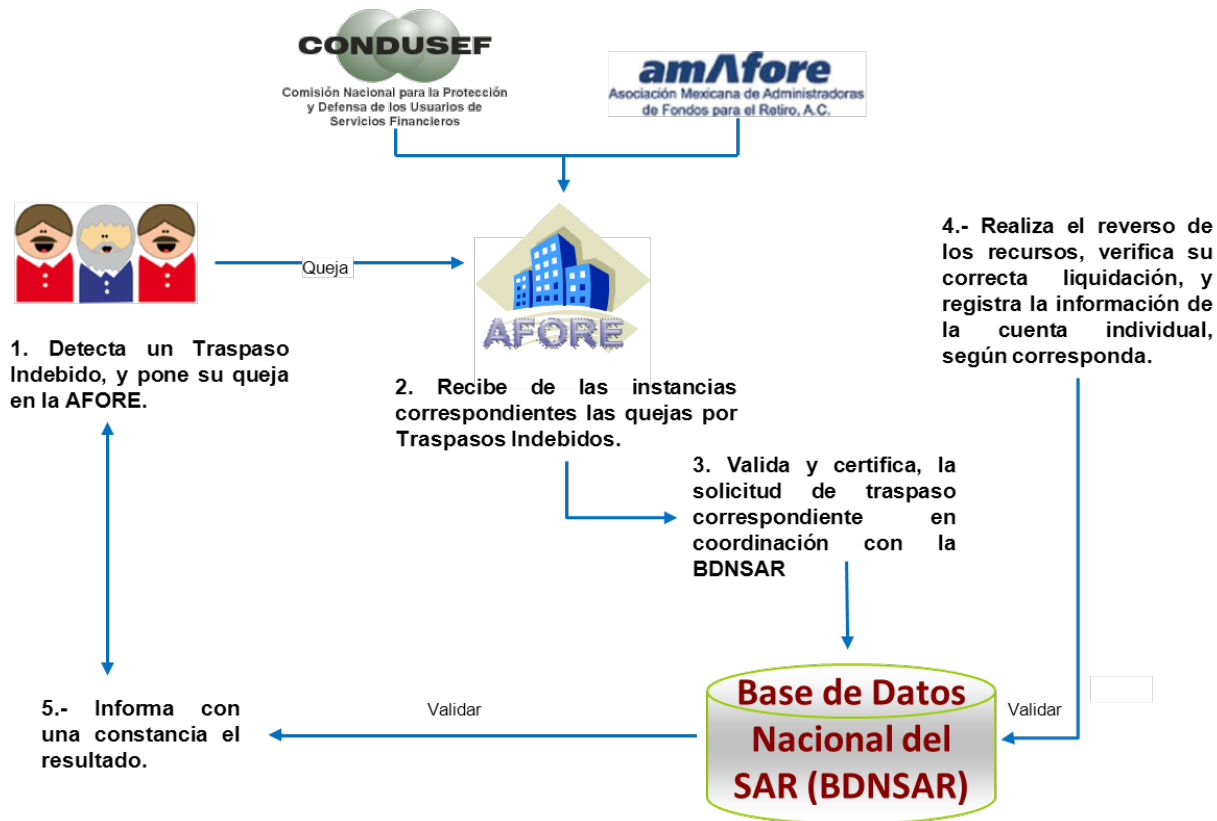 CONDUSEF
Comisión Nacional para la Protección
y Defensa de los Usuarios de
Servicios Financieros
amAfore
Asociación Mexicana de Administradoras
de Fondos para el Retiro, A.C.
Queja
AFORE
1. Detecta un Traspaso
Indebido, y pone su queja
en la AFORE.
2. Recibe de las instancias
correspondientes las quejas por
Traspasos Indebidos.
3. Valida y certifica, la
solicitud de traspaso
correspondiente en
coordinación con la
BDNSAR
4.- Realiza el reverso de
los recursos, verifica su
correcta liquidación, y
registra la información de
la cuenta individual,
según corresponda.
Base de Datos
Nacional del
SAR (BDNSAR)
Validar
Validar
5.- Informa con
una constancia el
resultado.